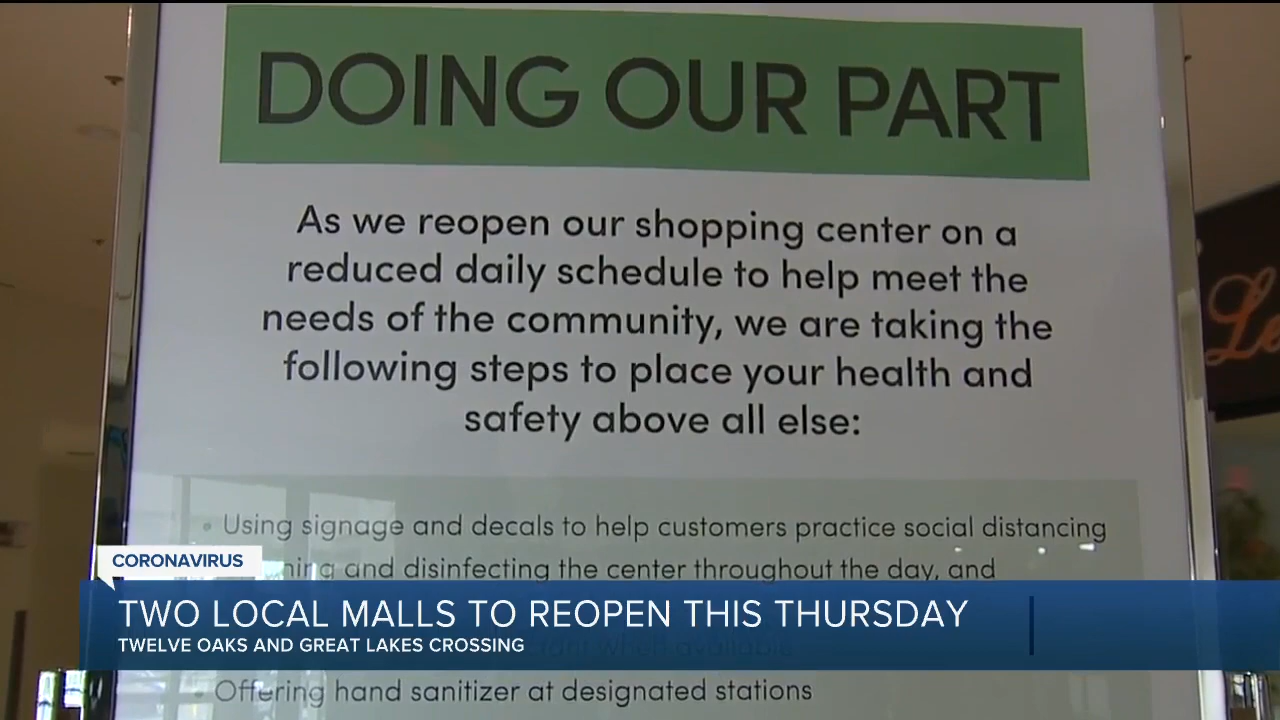 DOING OUR PART
As we reopen our shopping center on a
reduced daily schedule to help meet the
needs of the community, we are taking the
following steps to place your health and
safety above all else:
• Using signage and decals to help customers practice social distancing
and disinfecting the center throughout the day, and
when available
• Offering hand sanitizer at designated stations
CORONAVIRUS
TWO LOCAL MALLS TO REOPEN THIS THURSDAY
TWELVE OAKS AND GREAT LAKES CROSSING